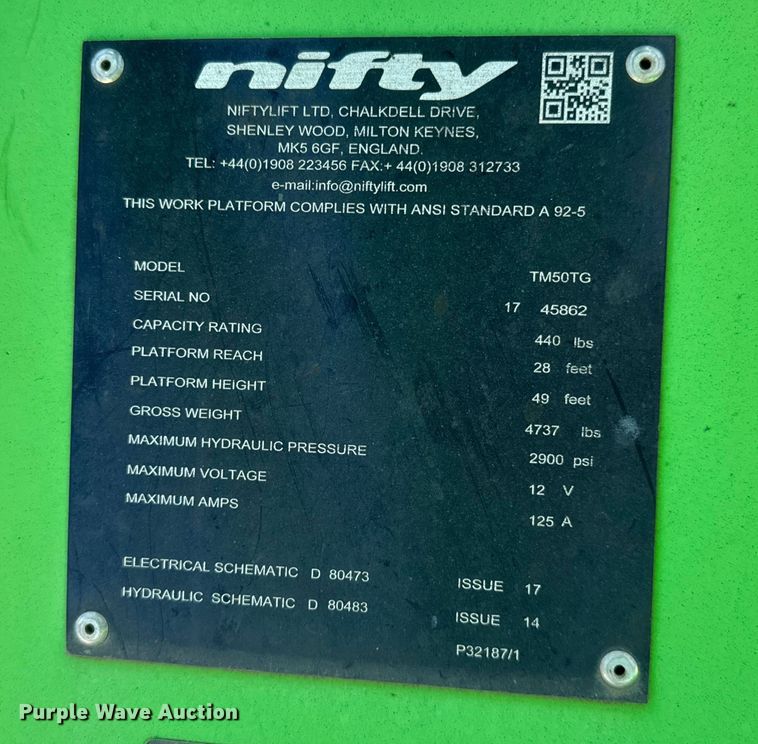 nifty
NIFTYLIFT LTD, CHALKDELL DRIVE,
SHENLEY WOOD, MILTON KEYNES,
MK5 6GF, ENGLAND.
TEL: +44(0)1908 223456 FAX:+ 44(0)1908 312733
e-mail:info@niftylift.com
THIS WORK PLATFORM COMPLIES WITH ANSI STANDARD A 92-5
MODEL TM50TG
SERIAL NO 17 45862
CAPACITY RATING 440 lbs
PLATFORM REACH 28 feet
PLATFORM HEIGHT 49 feet
GROSS WEIGHT 4737 lbs
MAXIMUM HYDRAULIC PRESSURE 2900 psi
MAXIMUM VOLTAGE 12 V
MAXIMUM AMPS 125 A
ELECTRICAL SCHEMATIC D 80473 ISSUE 17
HYDRAULIC SCHEMATIC D 80483 ISSUE 14
P32187/1
Purple Wave Auction